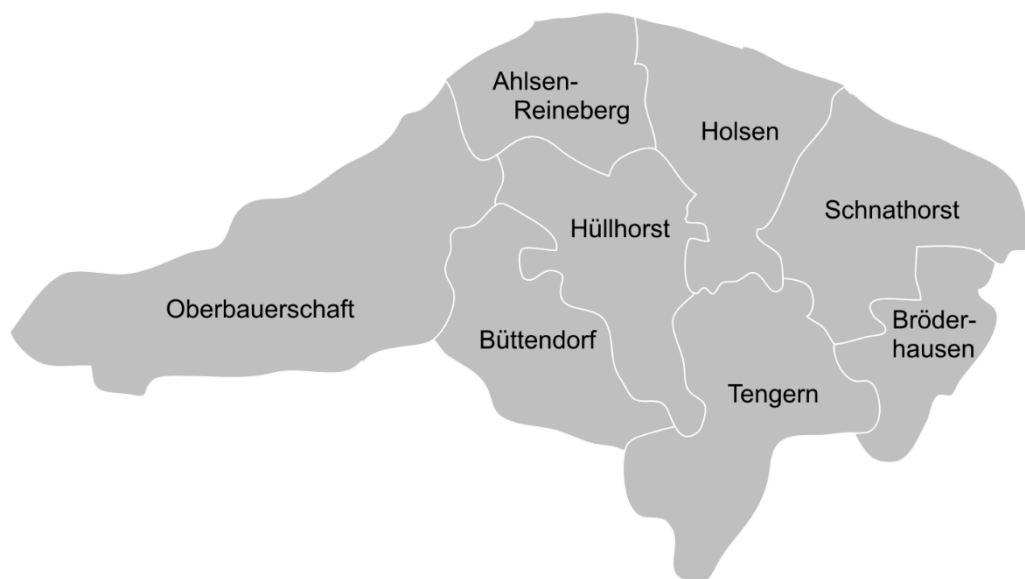 Ahlsen-
Reineberg
Holsen
Schnathorst
Hüllhorst
Oberbauerschaft
Büttendorf
Bröder-
hausen
Tengern